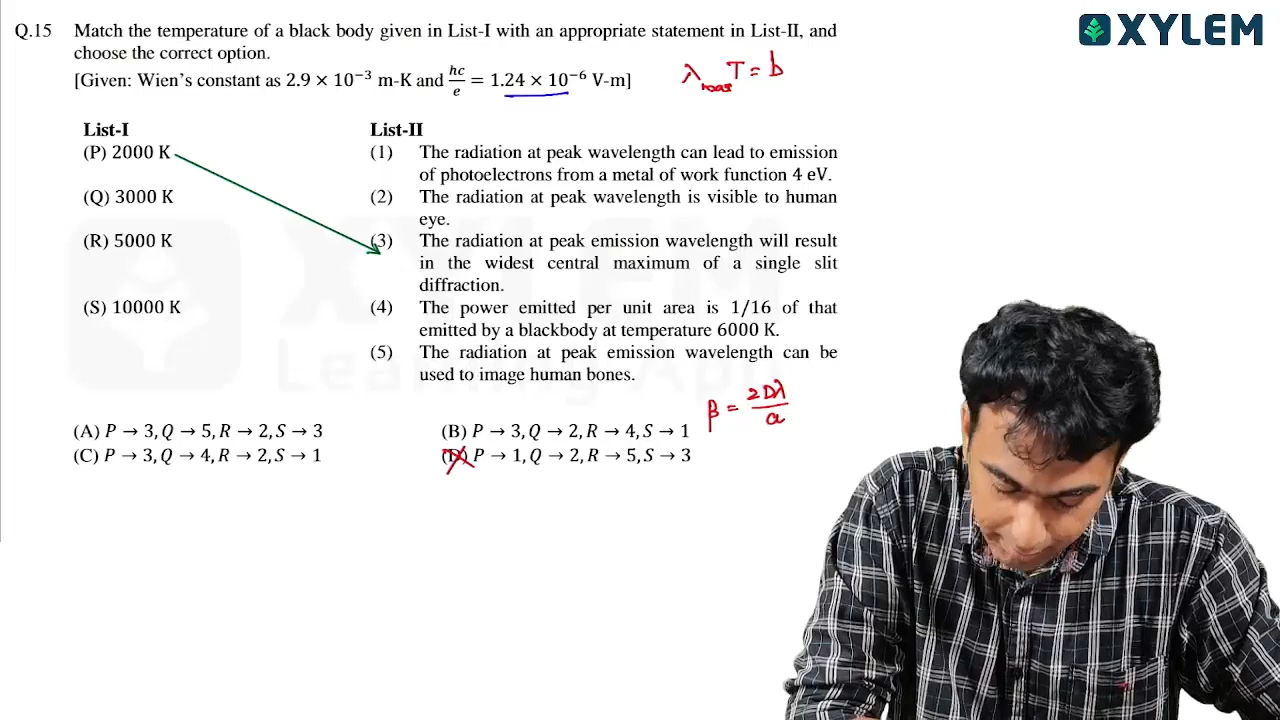 XYLEM
Q.15 Match the temperature of a black body given in List-I with an appropriate statement in List-II, and
choose the correct option.
[Given: Wien's constant as 2.9 × 10⁻³ m-K and hc/e = 1.24 × 10⁻⁶ V-m]
λmax T = b
List-I List-II
(P) 2000 K (1) The radiation at peak wavelength can lead to emission
of photoelectrons from a metal of work function 4 eV.
(Q) 3000 K (2) The radiation at peak wavelength is visible to human
eye.
(R) 5000 K (3) The radiation at peak emission wavelength will result
in the widest central maximum of a single slit
diffraction.
(S) 10000 K (4) The power emitted per unit area is 1/16 of that
emitted by a blackbody at temperature 6000 K.
(5) The radiation at peak emission wavelength can be
used to image human bones.
β = 2Dλ/a
(A) P → 3, Q → 5, R → 2, S → 3 (B) P → 3, Q → 2, R → 4, S → 1
(C) P → 3, Q → 4, R → 2, S → 1 (D) P → 1, Q → 2, R → 5, S → 3
XYLEM
Learning App